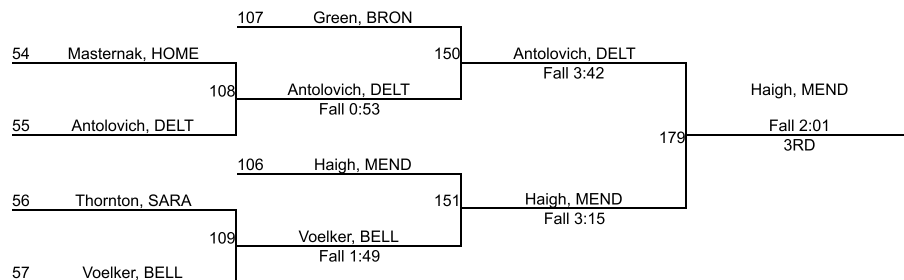 107 Green, BRON
54 Masternak, HOME
150 Antolovich, DELT
Fall 3:42
108 Antolovich, DELT
Fall 0:53
Haigh, MEND
55 Antolovich, DELT
Fall 2:01
179
3RD
106 Haigh, MEND
56 Thornton, SARA
151 Haigh, MEND
Fall 3:15
109 Voelker, BELL
Fall 1:49
57 Voelker, BELL